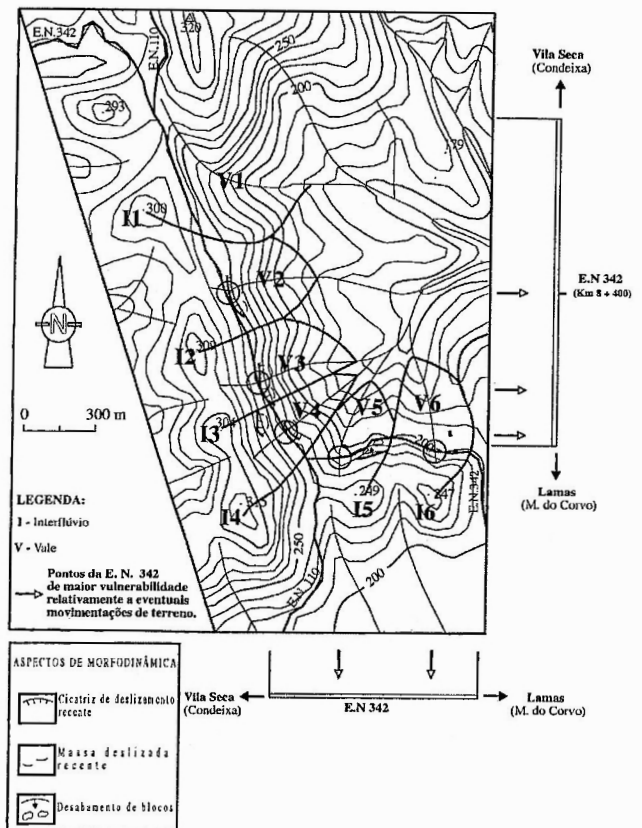 E.N.342
E.N.110
320
250
200
293
179
V1
I1
300
V2
309
I2
V3
304
I3
V4
V5
V6
I4
249
I5
247
I6
E.N.342
250
E.N. 110
200
N
0 300 m
LEGENDA:
I - Interflúvio
V - Vale
Pontos da E. N. 342
de maior vulnerabilidade
relativamente a eventuais
movimentações de terreno.
Vila Seca
(Condeixa)
E.N 342
(Km 8 + 400)
Lamas
(M. do Corvo)
ASPECTOS DE MORFODINÂMICA
Cicatriz de deslizamento
recente
Massa deslizada
recente
Desabamento de blocos
Vila Seca
(Condeixa)
E.N 342
Lamas
(M. do Corvo)